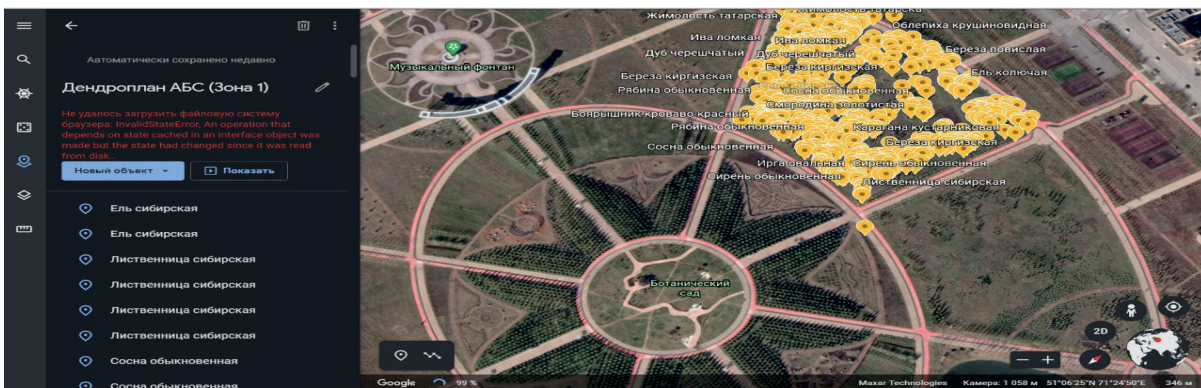 Автоматически сохранено недавно
Дендроплан АБС (Зона 1)
Не удалось загрузить файловую систему
браузера: InvalidStateError, An operation that
depends on state cached in an interface object was
made but the state had changed since it was read
from disk..
Новый объект
Показать
Ель сибирская
Ель сибирская
Лиственница сибирская
Лиственница сибирская
Лиственница сибирская
Лиственница сибирская
Сосна обыкновенная
Сосна обыкновенная
Жимолость татарская
Облепиха крушиновидная
Ива ломкая
Ива ломкая
Музыкальный фонтан
Дуб черешчатый
Дуб черешчатый
Береза повислая
Береза киргизская
Береза киргизская
Ель колючая
Рябина обыкновенная
Сосна обыкновенная
Смородина золотистая
Боярышник кроваво красный
Рябина обыкновенная
Карагана кустарниковая
Береза киргизская
Сосна обыкновенная
Ирга овальная
Сирень обыкновенная
Сирень обыкновенная
Лиственница сибирская
Ботанический
сад
2D
Google
99 %
Maxar Technologies
Камера: 1 058 м
51°06'25"N 71°24'50"E
346 м